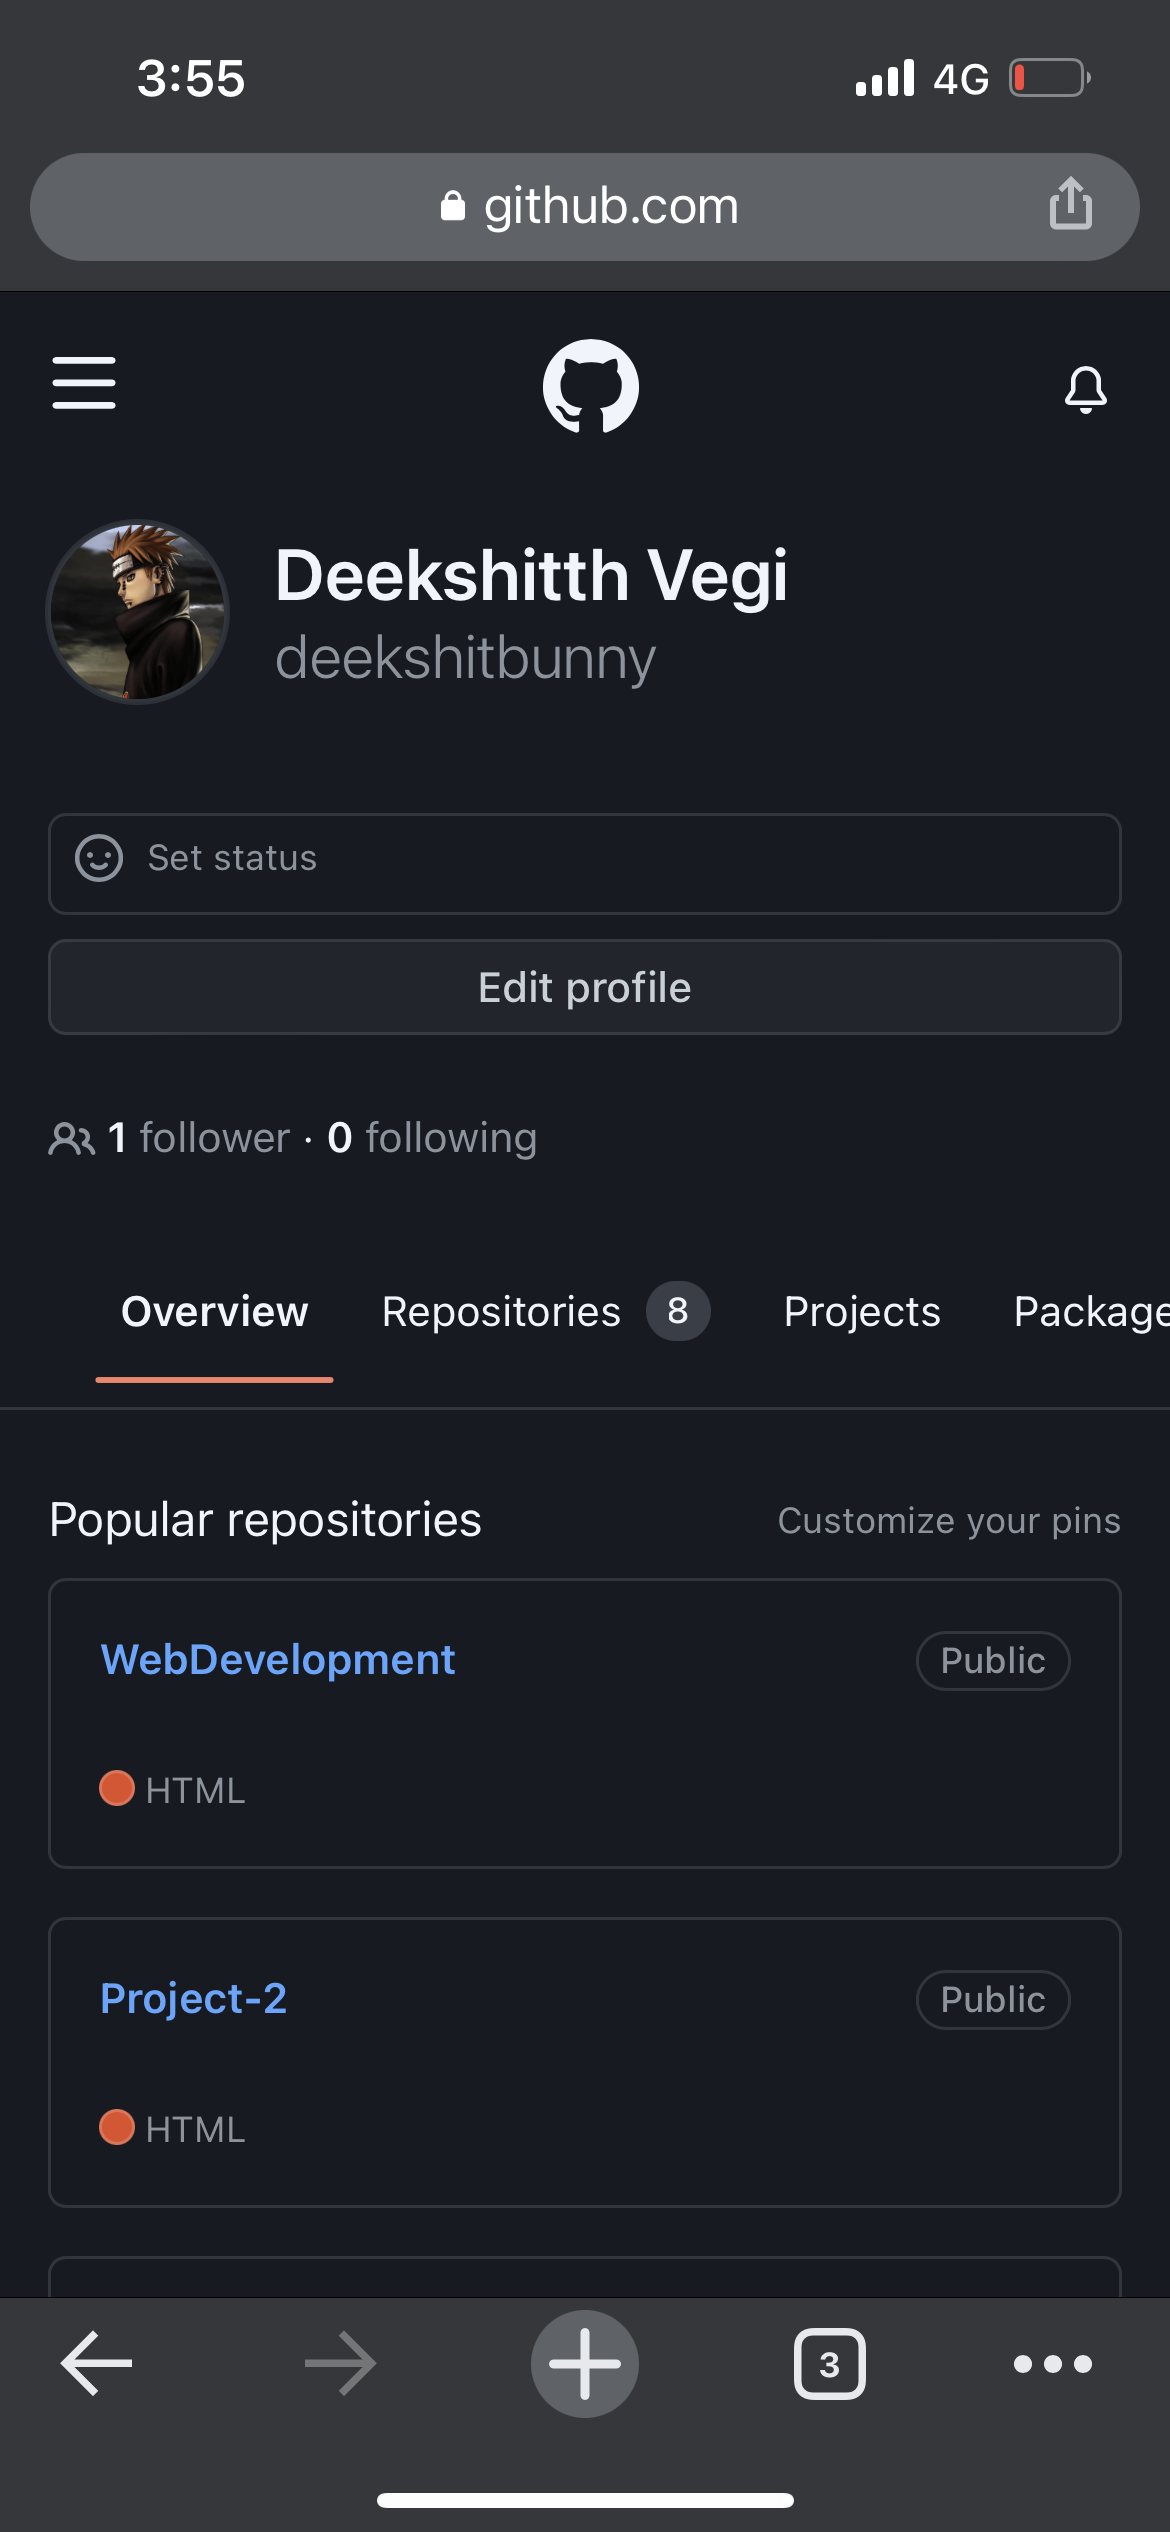 3:55
4G
github.com
Deekshitth Vegi
deekshitbunny
Set status
Edit profile
1 follower · 0 following
Overview Repositories 8 Projects Package
Popular repositories Customize your pins
WebDevelopment Public
HTML
Project-2 Public
HTML
3